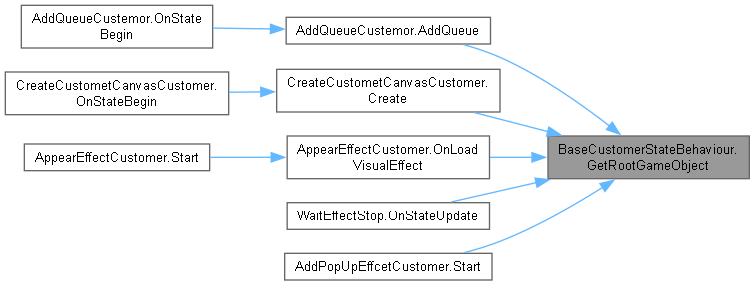 AddQueueCustemor.OnState
Begin
AddQueueCustemor.AddQueue
CreateCustometCanvasCustomer.
OnStateBegin
CreateCustometCanvasCustomer.
Create
BaseCustomerStateBehaviour.
GetRootGameObject
AppearEffectCustomer.Start
AppearEffectCustomer.OnLoad
VisualEffect
WaitEffectStop.OnStateUpdate
AddPopUpEffcetCustomer.Start